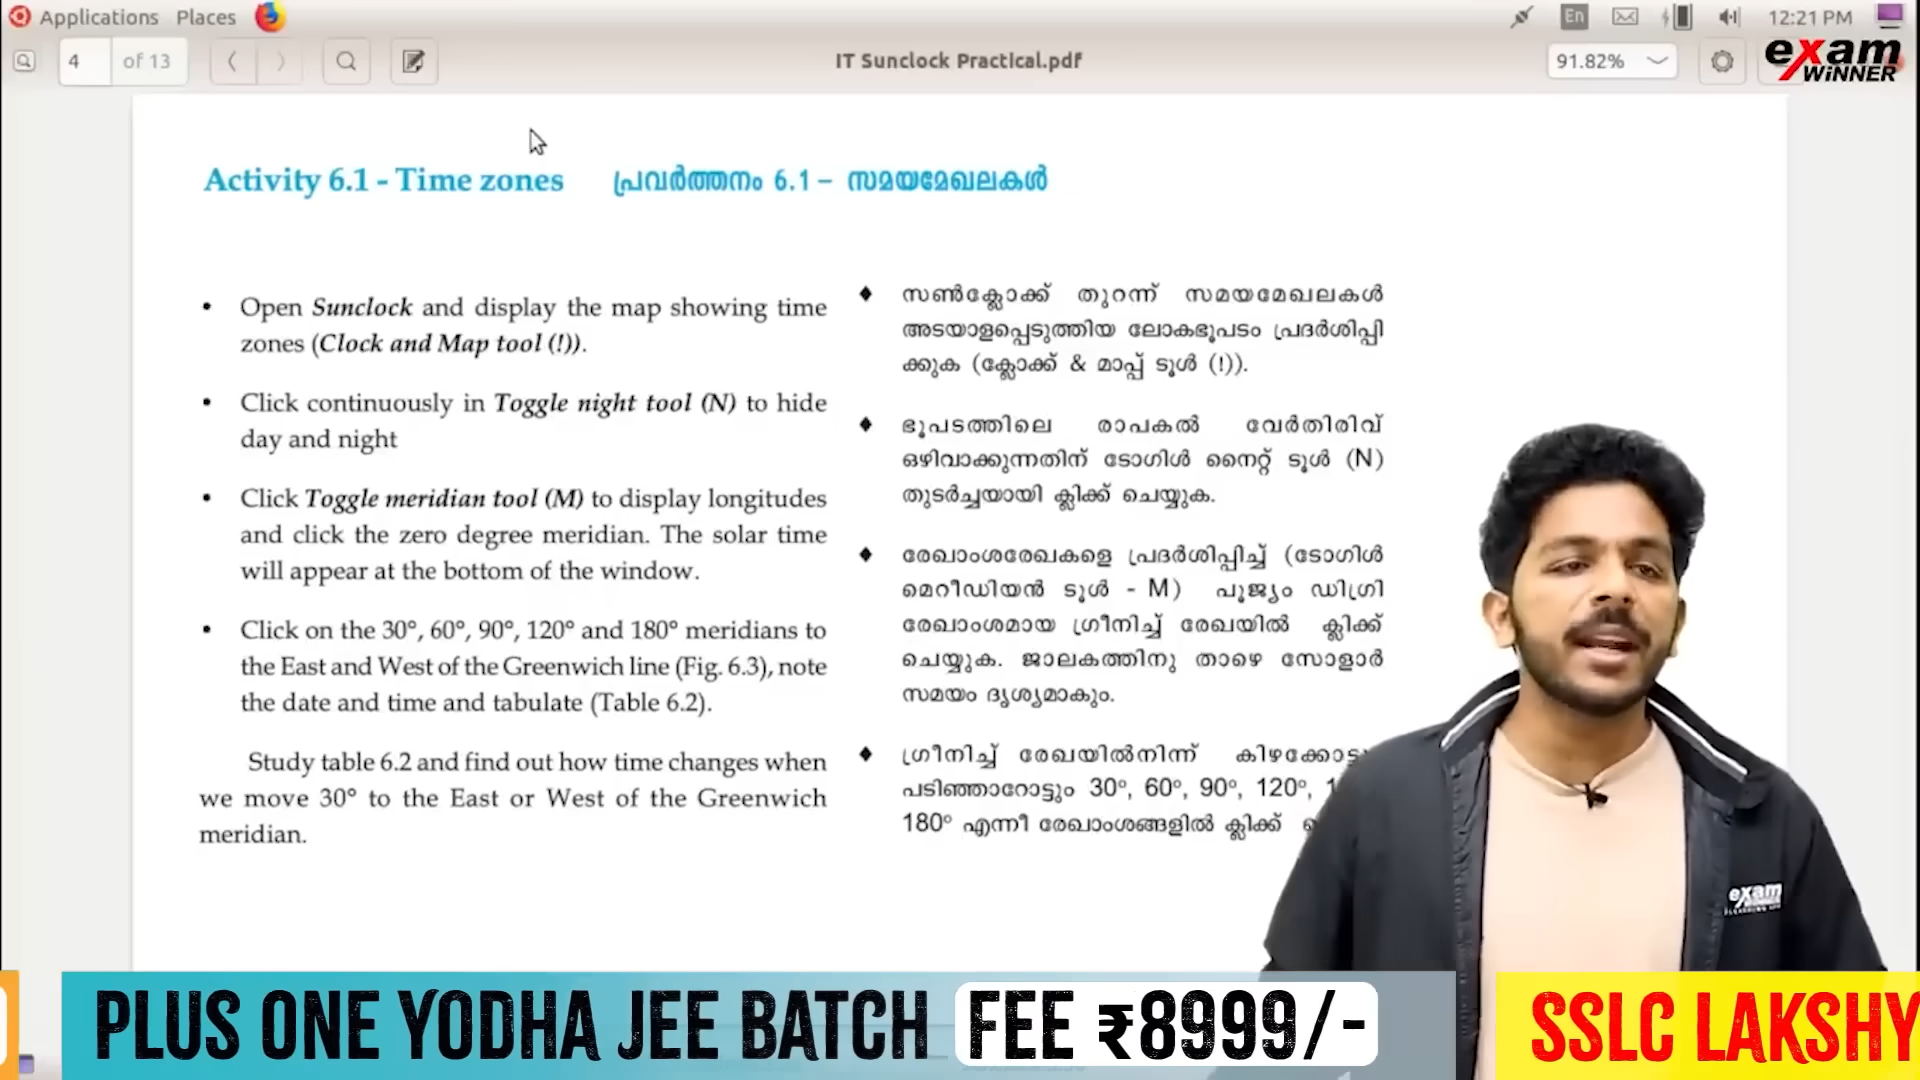 Applications Places
En
12:21 PM
4 of 13
IT Sunclock Practical.pdf
91.82%
exam
WINNER
Activity 6.1 - Time zones
പ്രവർത്തനം 6.1 – സമയമേഖലകൾ
• Open Sunclock and display the map showing time
zones (Clock and Map tool (!)).
• Click continuously in Toggle night tool (N) to hide
day and night
• Click Toggle meridian tool (M) to display longitudes
and click the zero degree meridian. The solar time
will appear at the bottom of the window.
• Click on the 30°, 60°, 90°, 120° and 180° meridians to
the East and West of the Greenwich line (Fig. 6.3), note
the date and time and tabulate (Table 6.2).
Study table 6.2 and find out how time changes when
we move 30° to the East or West of the Greenwich
meridian.
♦ സൺക്ലോക്ക് തുറന്ന് സമയമേഖലകൾ
അടയാളപ്പെടുത്തിയ ലോകഭൂപടം പ്രദർശിപ്പി
ക്കുക (ക്ലോക്ക് & മാപ്പ് ടൂൾ (!)).
♦ ഭൂപടത്തിലെ രാപകൽ വേർതിരിവ്
ഒഴിവാക്കുന്നതിന് ടോഗിൾ നൈറ്റ് ടൂൾ (N)
തുടർച്ചയായി ക്ലിക്ക് ചെയ്യുക.
♦ രേഖാംശരേഖകളെ പ്രദർശിപ്പിച്ച് (ടോഗിൾ
മെറീഡിയൻ ടൂൾ - M) പൂജ്യം ഡിഗ്രി
രേഖാംശമായ ഗ്രീനിച്ച് രേഖയിൽ ക്ലിക്ക്
ചെയ്യുക. ജാലകത്തിനു താഴെ സോളാർ
സമയം ദൃശ്യമാകും.
♦ ഗ്രീനിച്ച് രേഖയിൽനിന്ന്
പടിഞ്ഞാറോട്ടും 30°, 60°, 90°, 120°,
180° എന്നീ രേഖാംശങ്ങളിൽ ക്ലിക്ക്
exam
WINNER
PLUS ONE YODHA JEE BATCH FEE ₹8999/-
SSLC LAKSHY